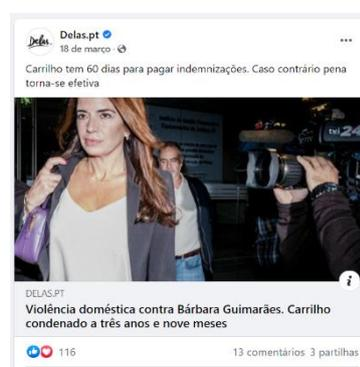 Delas.
Delas.pt
18 de março ·
Carrilho tem 60 dias para pagar indemnizações. Caso contrário pena
torna-se efetiva
tvi24
DELAS.PT
Violência doméstica contra Bárbara Guimarães. Carrilho
condenado a três anos e nove meses
116
13 comentários 3 partilhas